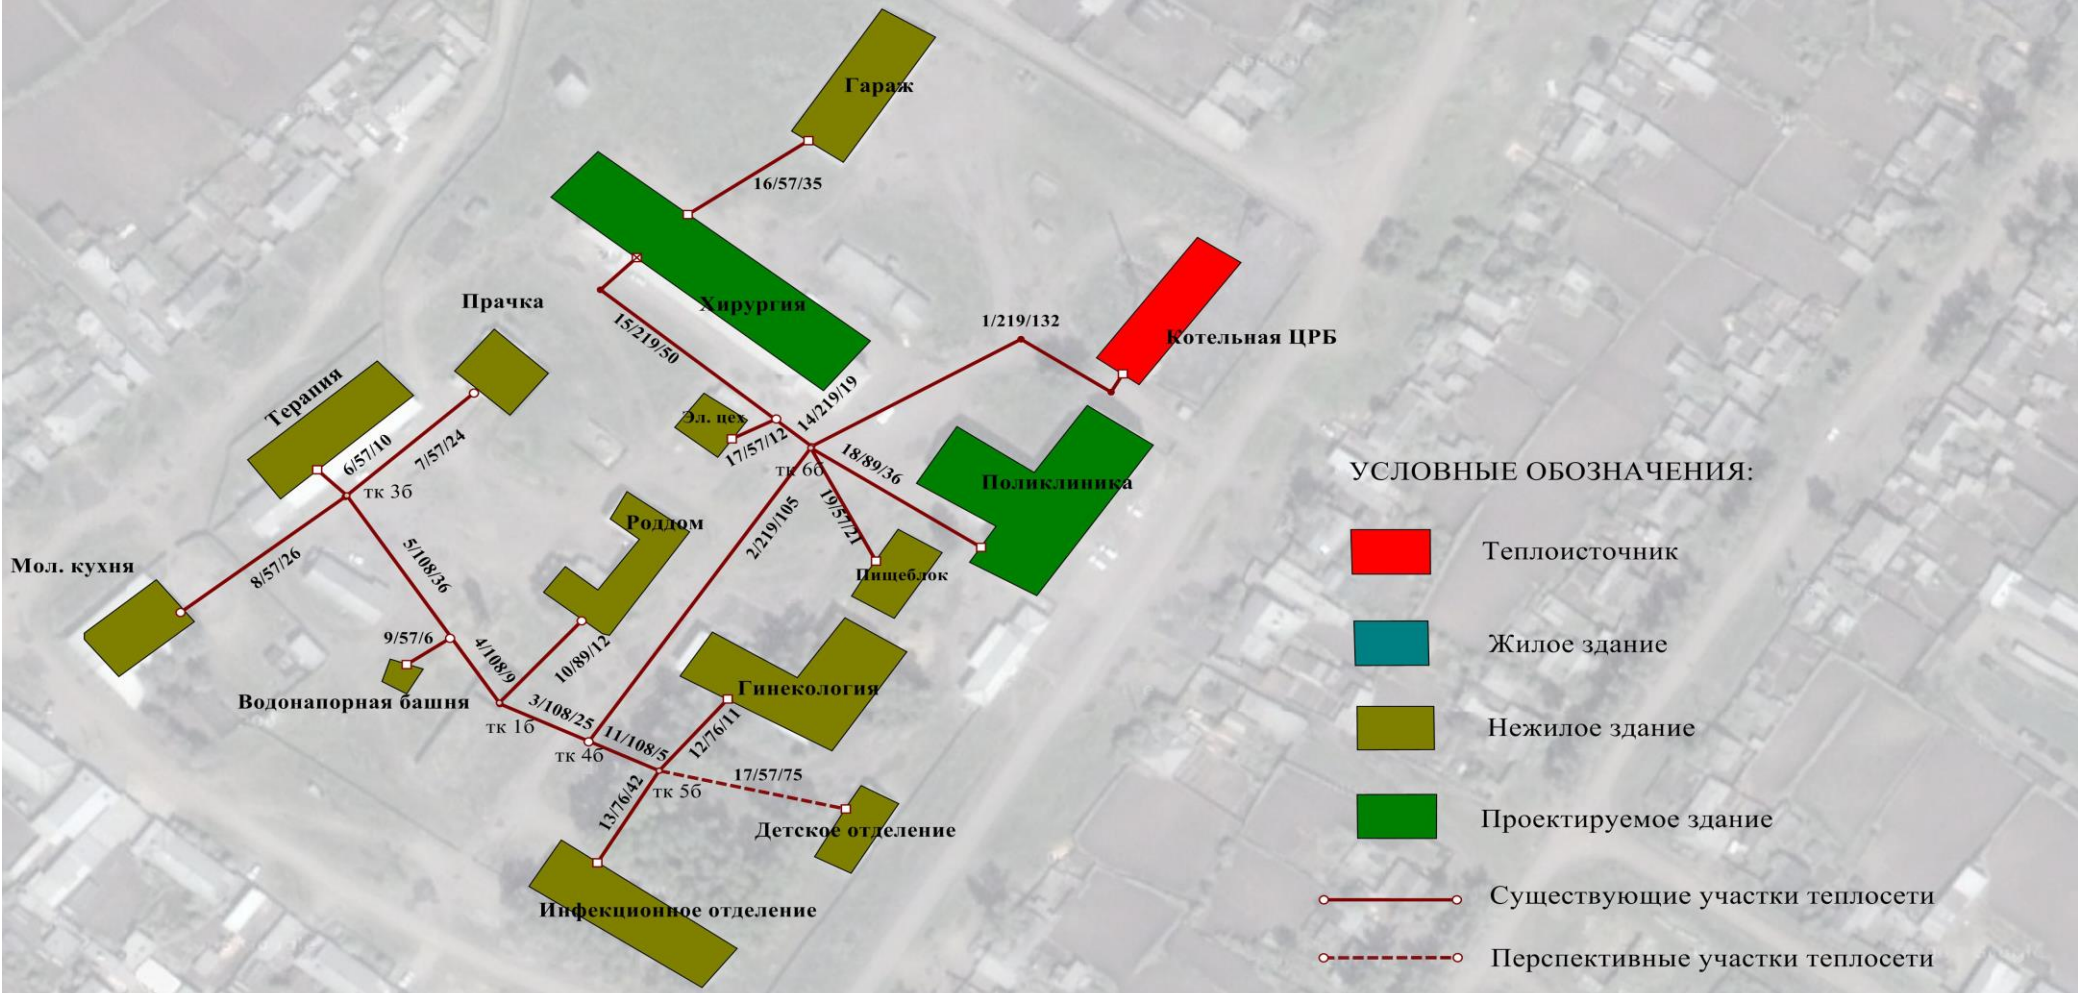 Гараж
16/57/35
Хирургия
Прачка
15/219/50
1/219/132
Котельная ЦРБ
Терапия
Эл. цех
14/219/19
17/57/12
тк 6б
18/89/36
6/57/10
7/57/24
тк 3б
Поликлиника
Роддом
19/57/21
2/219/105
Мол. кухня
8/57/26
5/108/36
Пищеблок
9/57/6
4/108/9
10/89/12
Водонапорная башня
Гинекология
тк 1б
3/108/25
11/108/5
12/76/11
тк 4б
тк 5б
17/57/75
13/76/42
Детское отделение
Инфекционное отделение
УСЛОВНЫЕ ОБОЗНАЧЕНИЯ:
Теплоисточник
Жилое здание
Нежилое здание
Проектируемое здание
Существующие участки теплосети
Перспективные участки теплосети